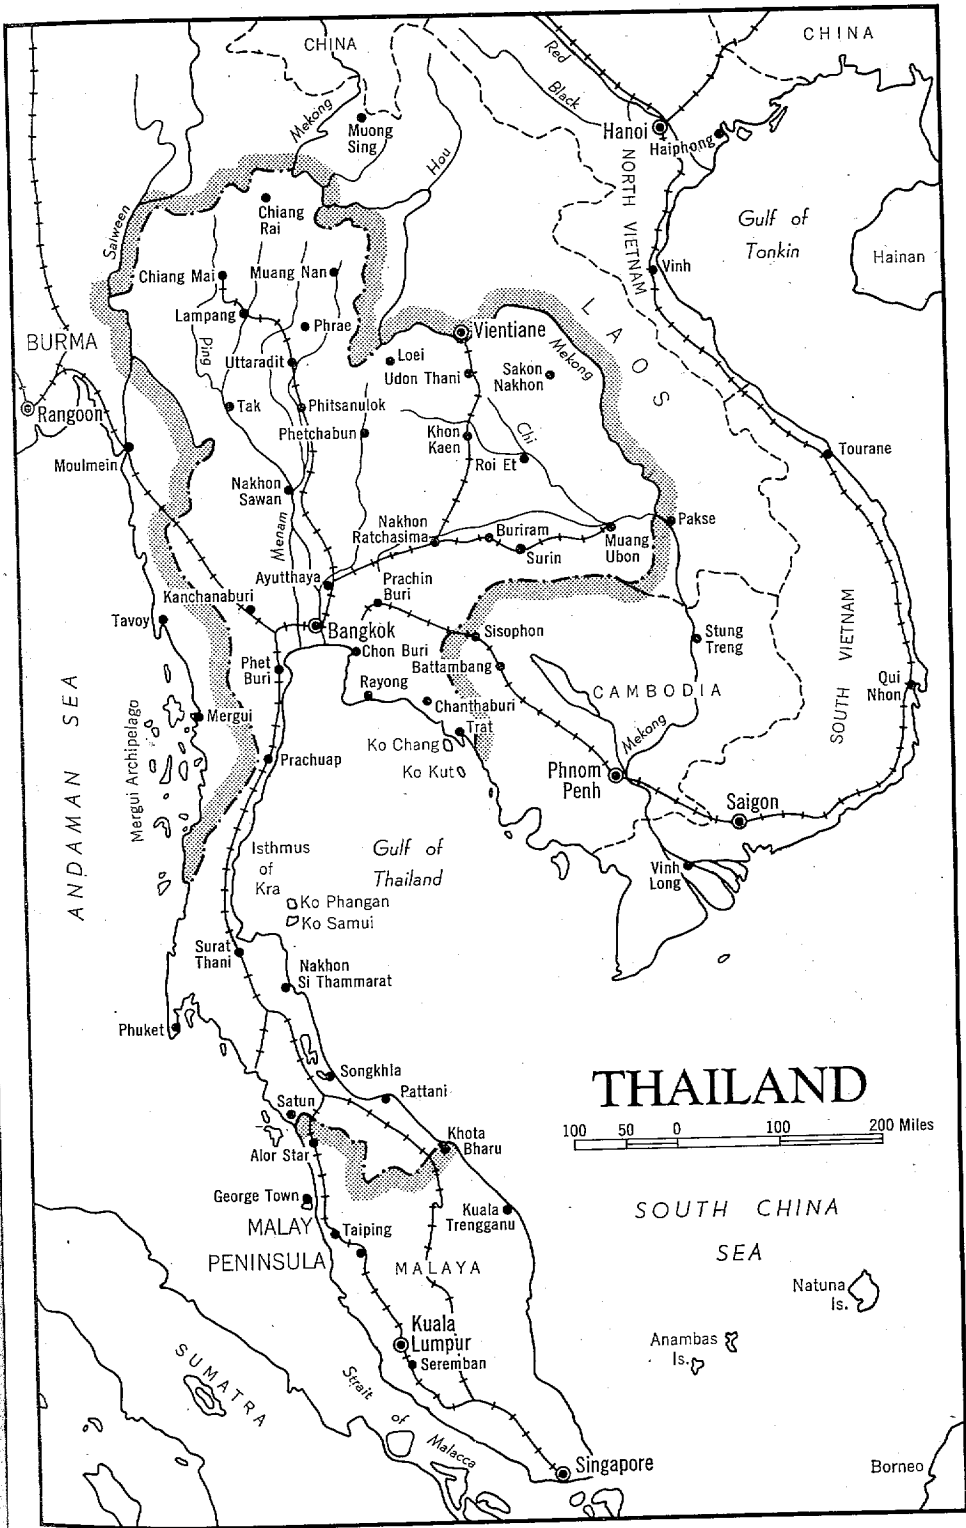 CHINA
CHINA
Red
Black
Mekong
Muong
Sing
Hou
Hanoi
Haiphong
NORTH VIETNAM
Salween
Chiang
Rai
Gulf of
Tonkin
Hainan
Chiang Mai
Muang Nan
Vinh
Lampang
Phrae
LAOS
BURMA
Ping
Uttaradit
Loei
Vientiane
Udon Thani
Sakon
Nakhon
Mekong
Rangoon
Tak
Phitsanulok
Phetchabun
Khon
Kaen
Chi
Roi Et
Moulmein
Tourane
Nakhon
Sawan
Menam
Nakhon
Ratchasima
Buriram
Surin
Muang
Ubon
Pakse
Ayutthaya
Kanchanaburi
Prachin
Buri
Tavoy
Bangkok
Sisophon
Stung
Treng
SOUTH VIETNAM
Chon Buri
Phet
Buri
Battambang
Rayong
Chanthaburi
CAMBODIA
Qui
Nhon
ANDAMAN SEA
Mergui Archipelago
Mergui
Trat
Ko Chang
Ko Kut
Mekong
Prachuap
Phnom
Penh
Saigon
Isthmus
of
Kra
Gulf of
Thailand
Vinh
Long
Ko Phangan
Ko Samui
Surat
Thani
Nakhon
Si Thammarat
Phuket
Songkhla
Pattani
THAILAND
100 50 0 100 200 Miles
Satun
Alor Star
Khota
Bharu
George Town
Kuala
Trengganu
MALAY
PENINSULA
Taiping
MALAYA
SOUTH CHINA
SEA
Natuna
Is.
Anambas
Is.
Kuala
Lumpur
Seremban
SUMATRA
Strait of Malacca
Singapore
Borneo